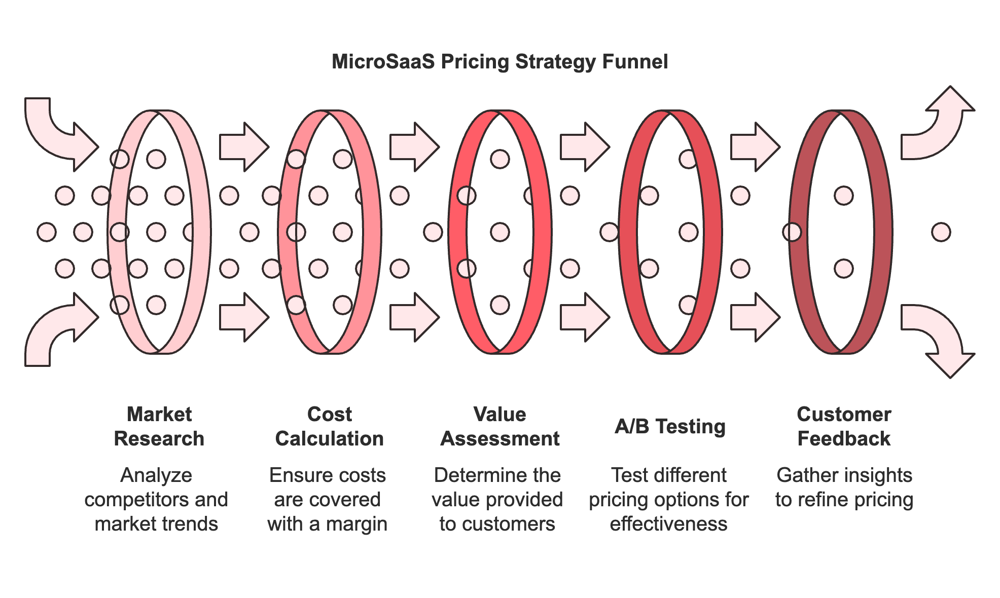 MicroSaaS Pricing Strategy Funnel
Market
Research
Analyze
competitors and
market trends
Cost
Calculation
Ensure costs
are covered
with a margin
Value
Assessment
Determine the
value provided
to customers
A/B Testing
Test different
pricing options for
effectiveness
Customer
Feedback
Gather insights
to refine pricing